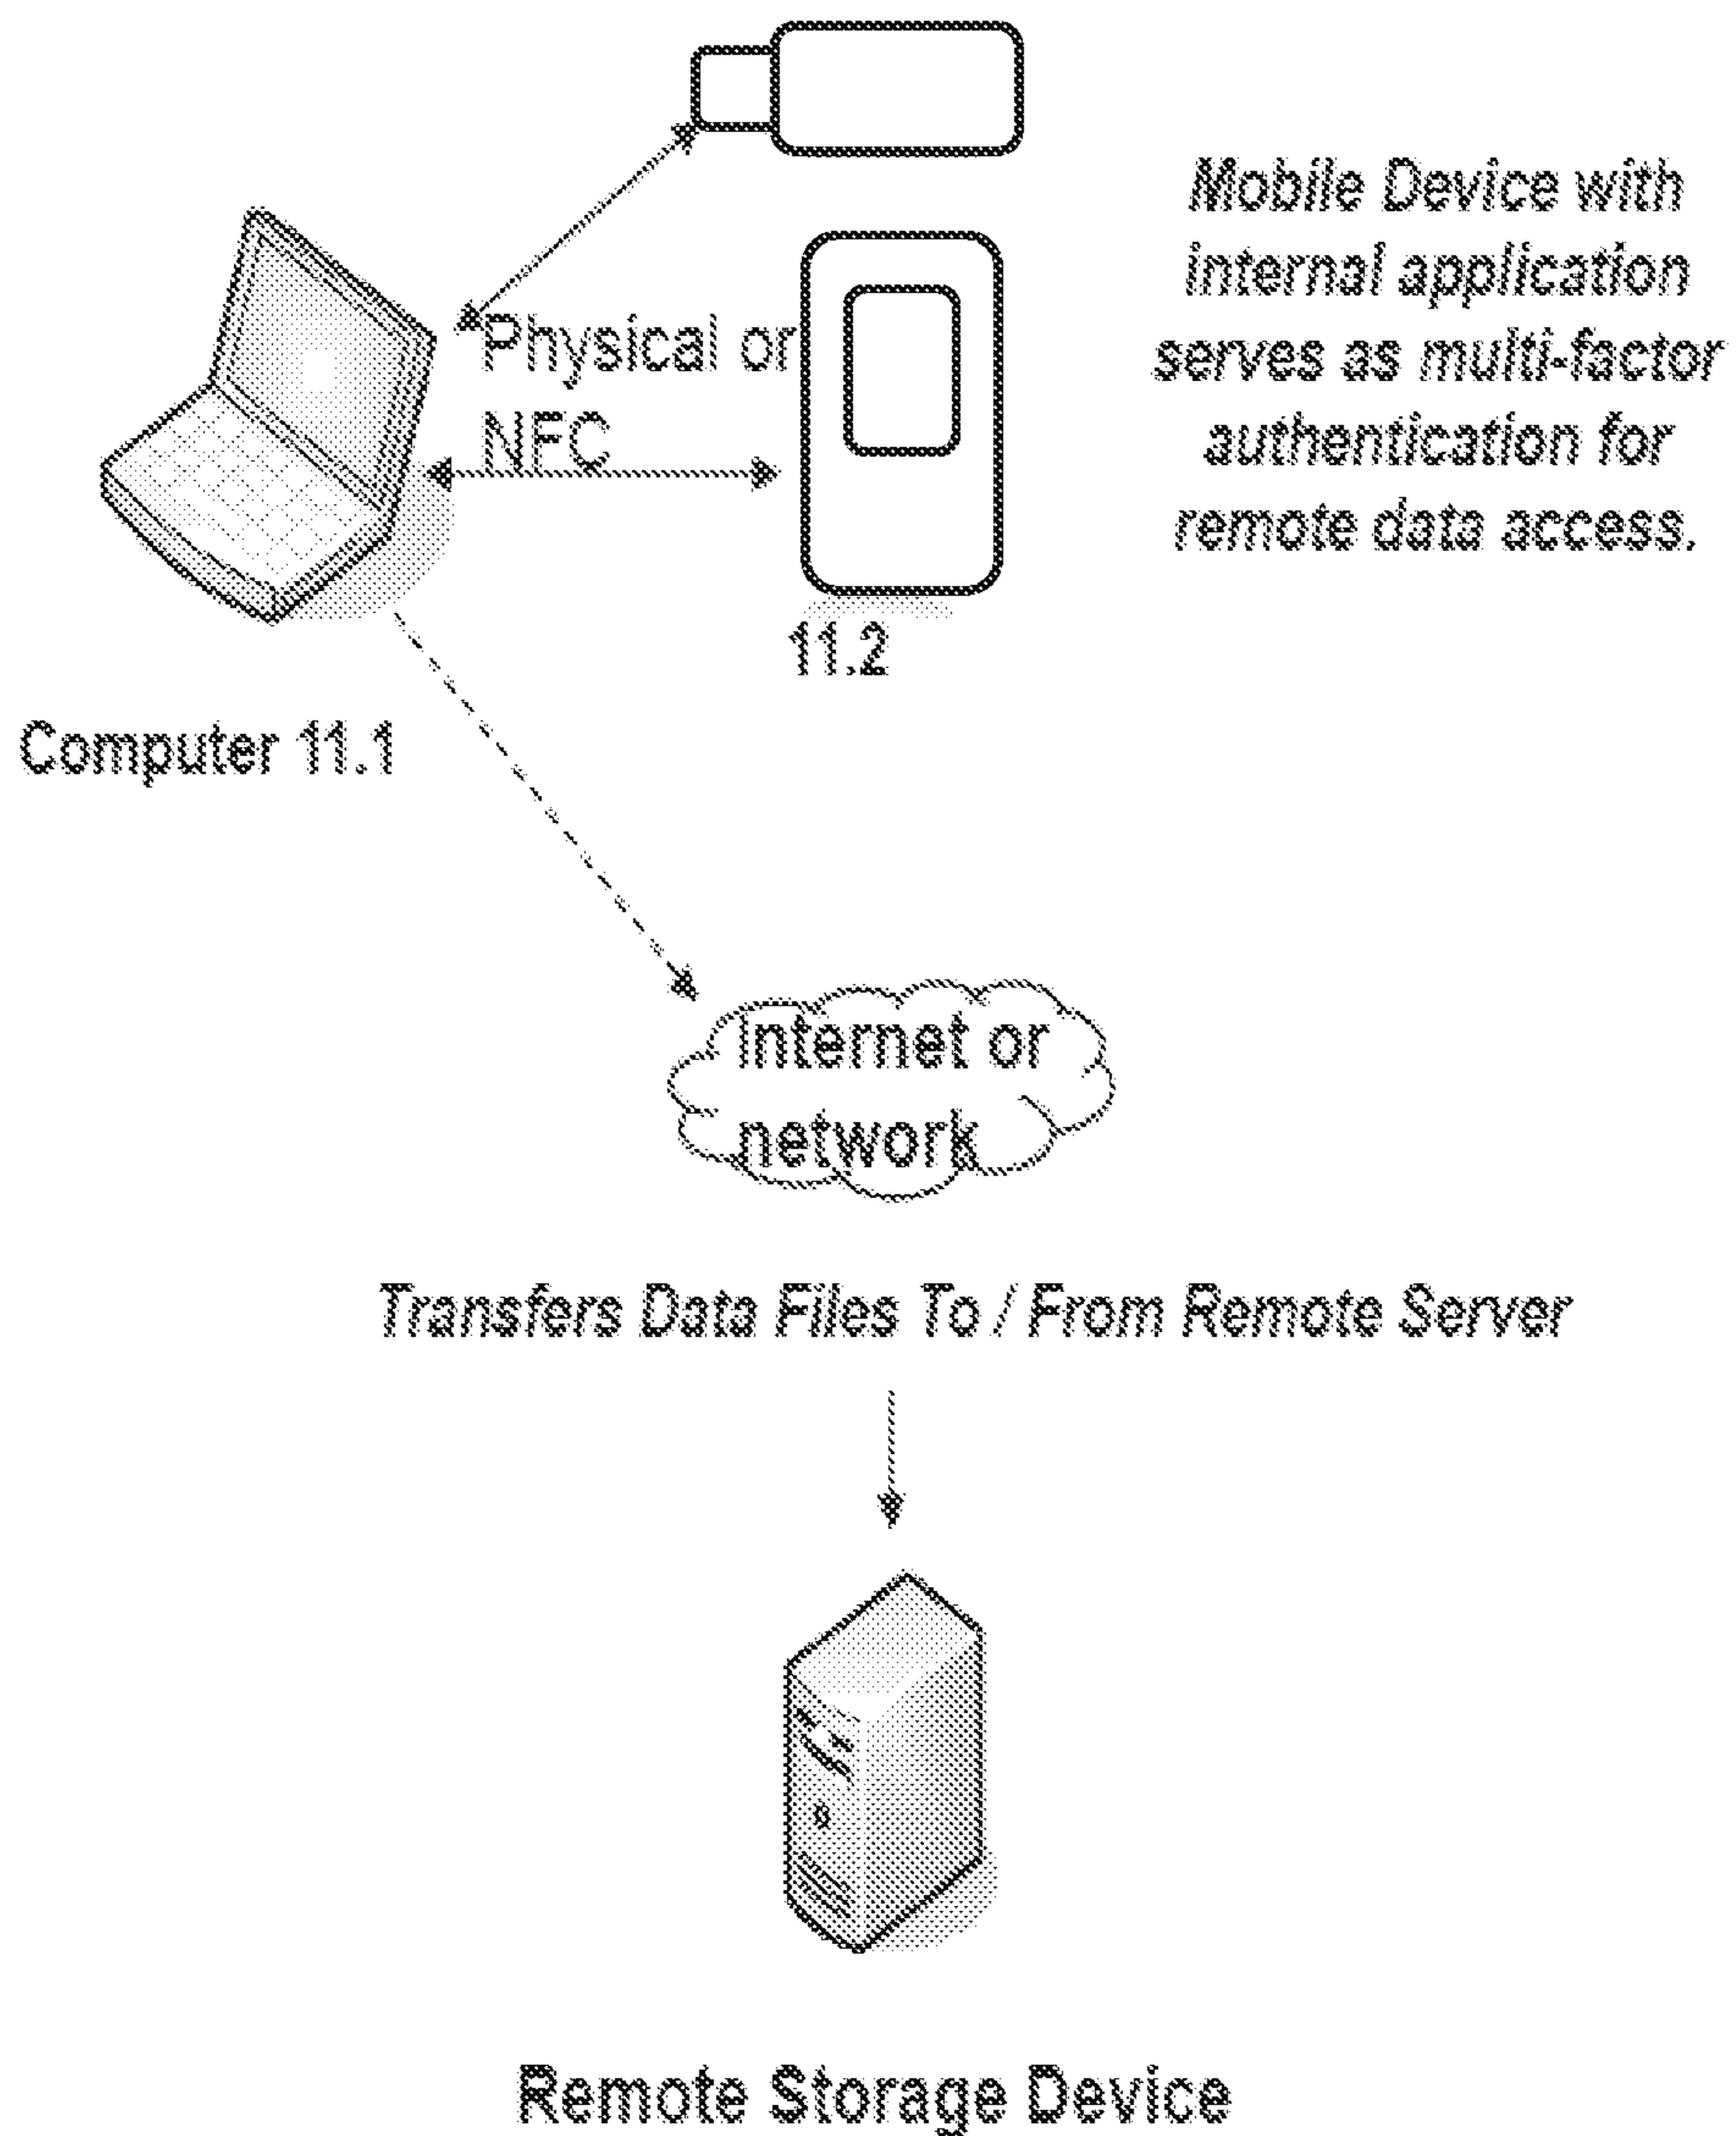 Mobile Device with
internal application
serves as multi-factor
authentication for
remote data access.
Physical or
NFC
11.2
Computer 11.1
Internet or
network
Transfers Data Files To / From Remote Server
Remote Storage Device